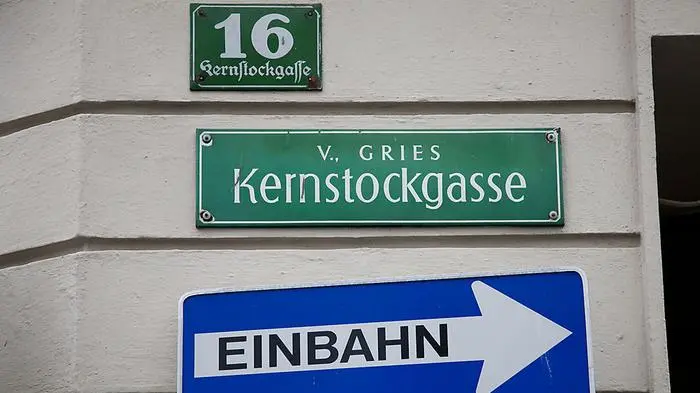 16
Kernſtockgaſſe
V., GRIES
Kernstockgasse
EINBAHN